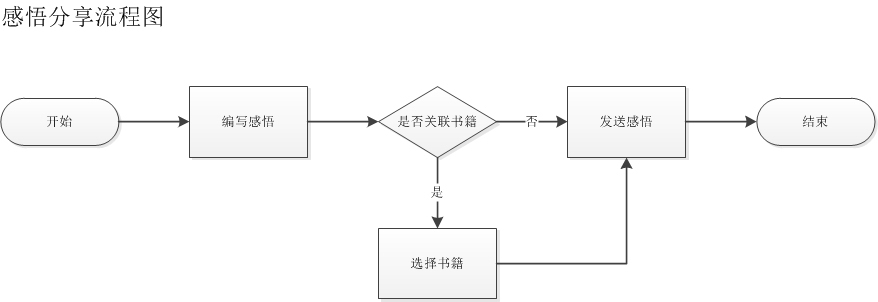 感悟分享流程图
开始
编写感悟
是否关联书籍
否
发送感悟
结束
是
选择书籍